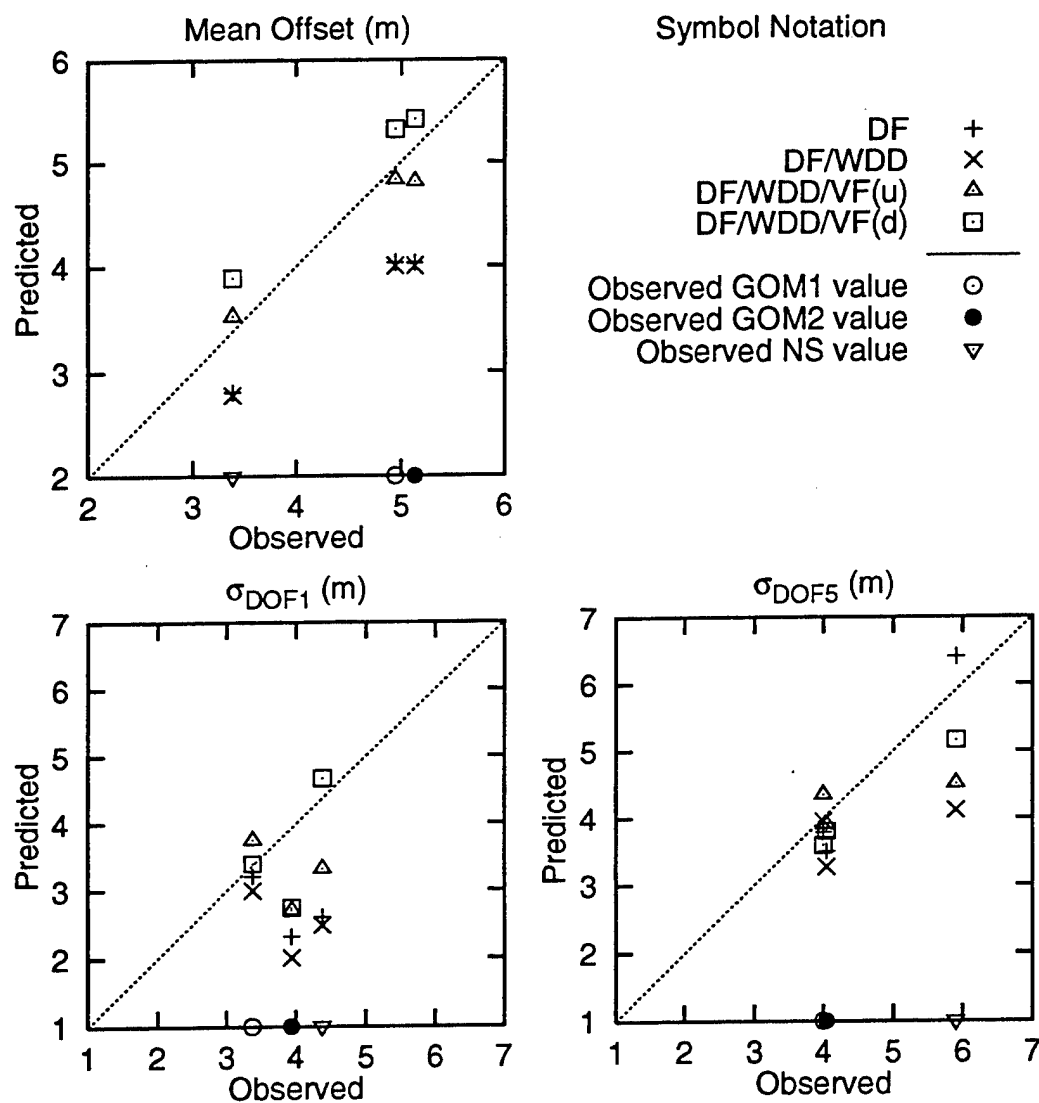 Mean Offset (m)
6
5
4
3
2
Predicted
2 3 4 5 6
Observed
Symbol Notation
DF
DF/WDD
DF/WDD/VF(u)
DF/WDD/VF(d)
Observed GOM1 value
Observed GOM2 value
Observed NS value
σDOF1 (m)
7
6
5
4
3
2
1
Predicted
1 2 3 4 5 6 7
Observed
σDOF5 (m)
7
6
5
4
3
2
1
Predicted
1 2 3 4 5 6 7
Observed